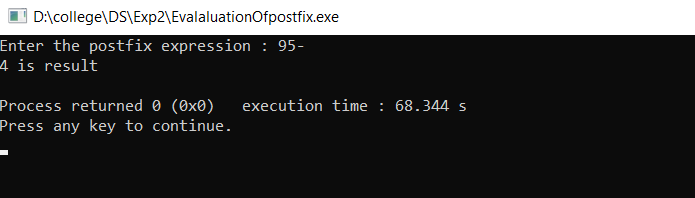 D:\college\DS\Exp2\EvalaluationOfpostfix.exe
Enter the postfix expression : 95-
4 is result
Process returned 0 (0x0)   execution time : 68.344 s
Press any key to continue.